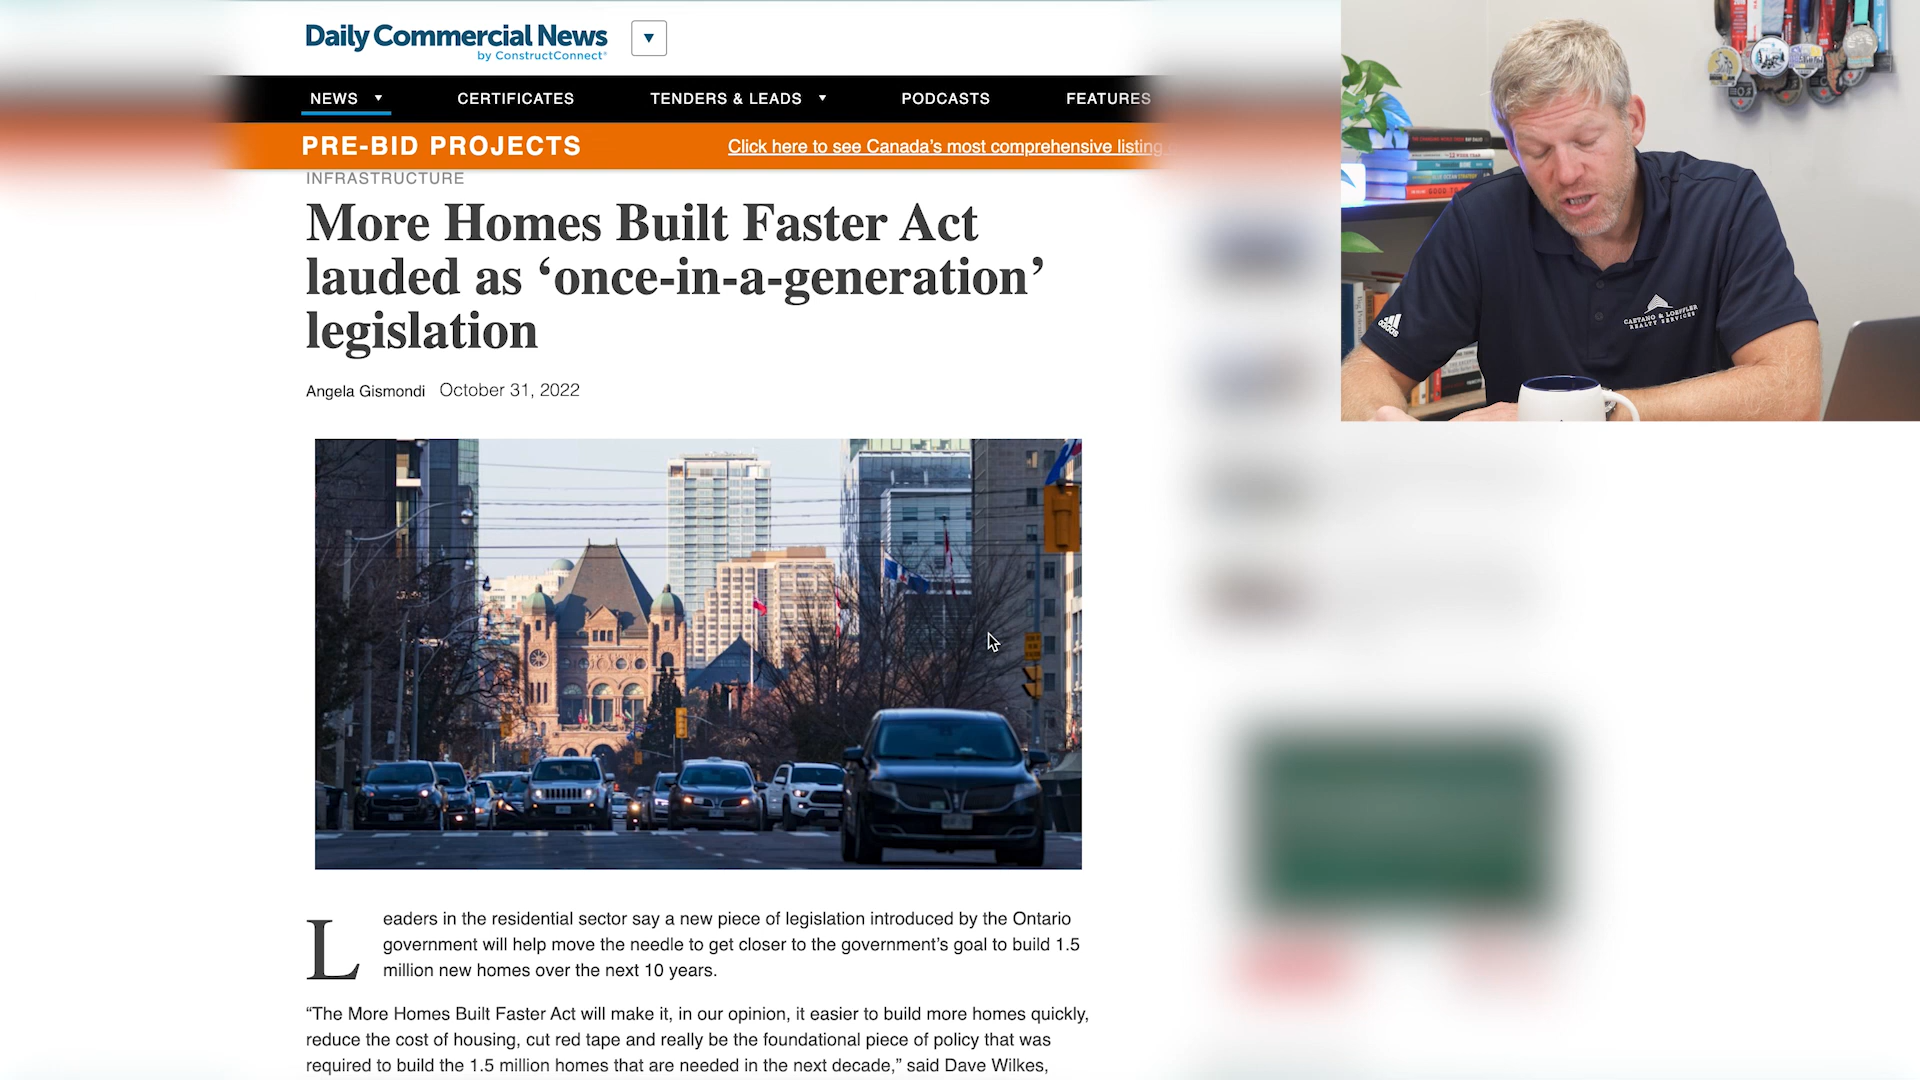 Daily Commercial News
by ConstructConnect®
NEWS
CERTIFICATES
TENDERS & LEADS
PODCASTS
FEATURES
PRE-BID PROJECTS
Click here to see Canada's most comprehensive listing
INFRASTRUCTURE
More Homes Built Faster Act
lauded as ‘once-in-a-generation’
legislation
Angela Gismondi October 31, 2022
Leaders in the residential sector say a new piece of legislation introduced by the Ontario
government will help move the needle to get closer to the government’s goal to build 1.5
million new homes over the next 10 years.
“The More Homes Built Faster Act will make it, in our opinion, it easier to build more homes quickly,
reduce the cost of housing, cut red tape and really be the foundational piece of policy that was
required to build the 1.5 million homes that are needed in the next decade,” said Dave Wilkes,
adidas
CAETANO & LOEFFLER
REALTY SERVICES